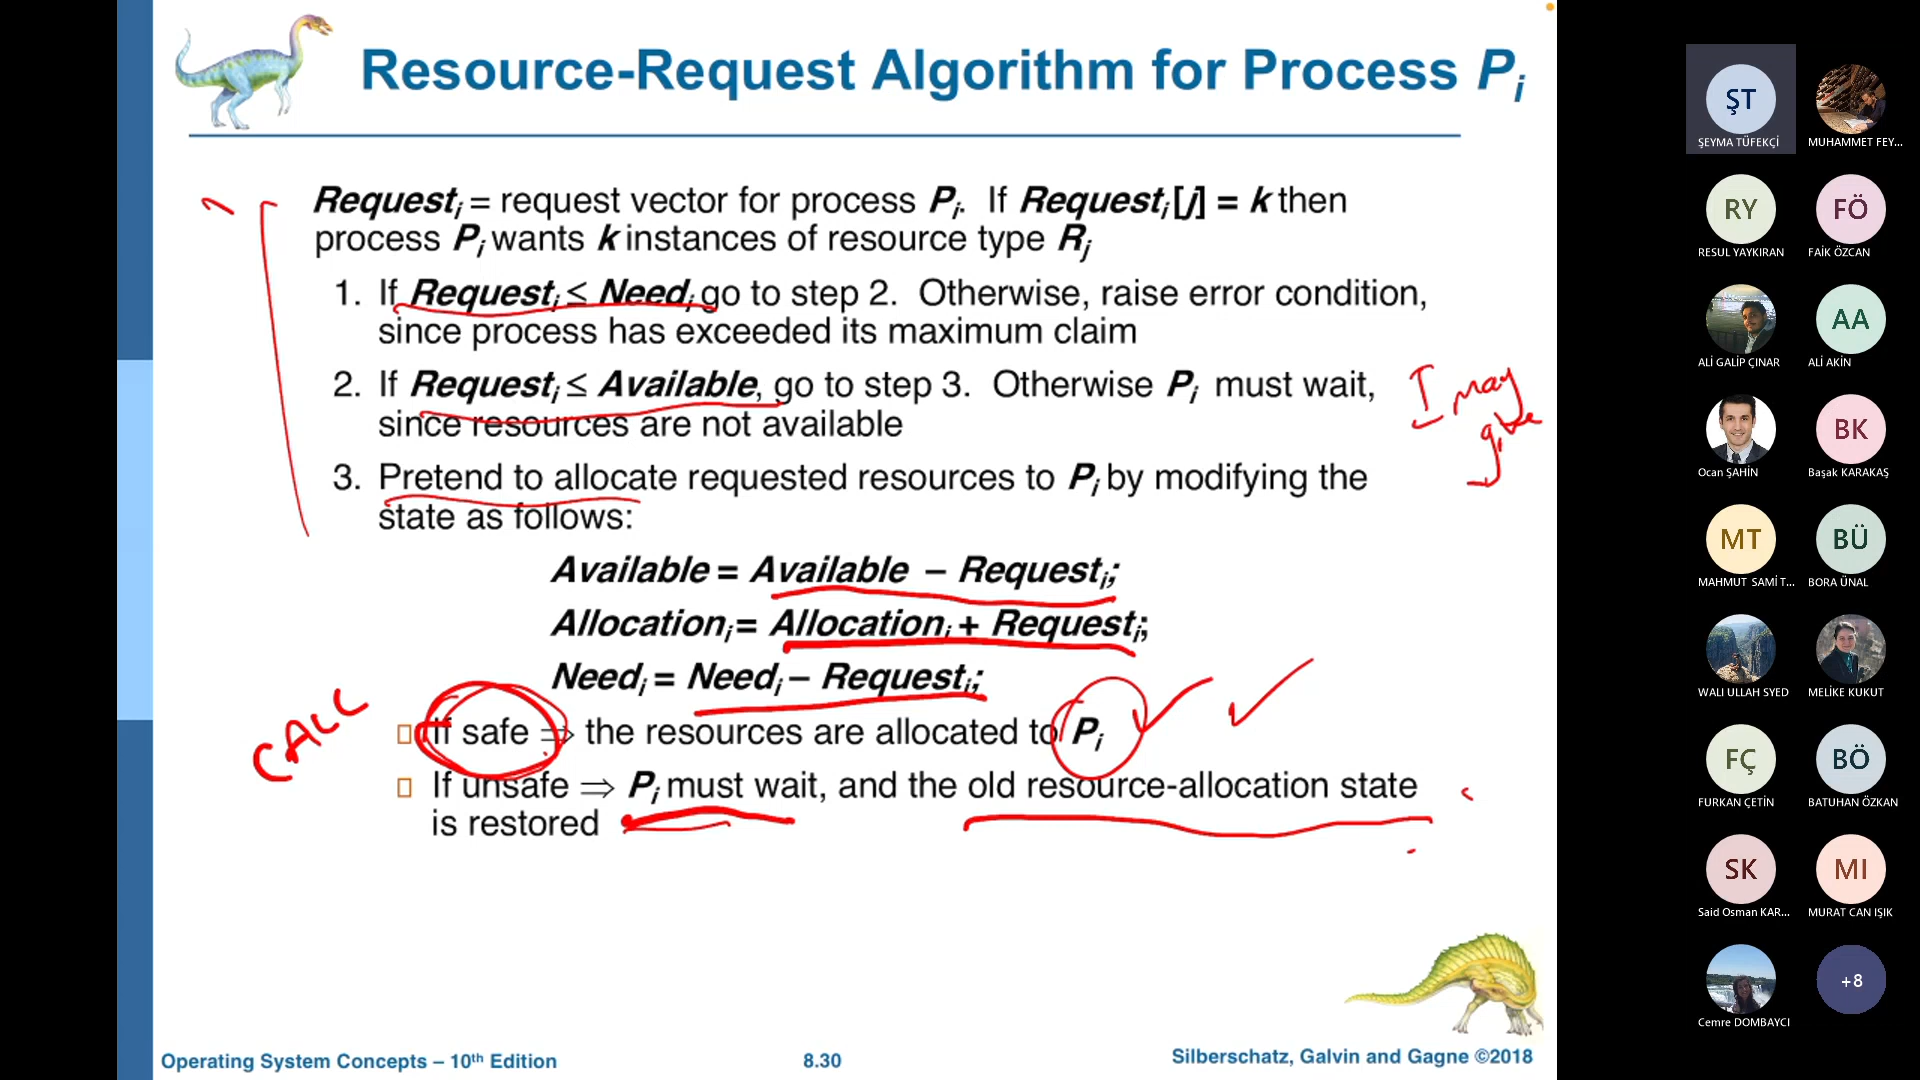 Resource-Request Algorithm for Process Pi
Requesti = request vector for process Pi. If Requesti [j] = k then
process Pi wants k instances of resource type Rj
1. If Requesti ≤ Needi go to step 2. Otherwise, raise error condition,
since process has exceeded its maximum claim
2. If Requesti ≤ Available, go to step 3. Otherwise Pi must wait,
since resources are not available
I may
give
3. Pretend to allocate requested resources to Pi by modifying the
state as follows:
Available = Available – Requesti;
Allocationi = Allocationi + Requesti;
Needi = Needi – Requesti;
CALL
If safe ⇒ the resources are allocated to Pi
If unsafe ⇒ Pi must wait, and the old resource-allocation state
is restored
Operating System Concepts – 10th Edition
8.30
Silberschatz, Galvin and Gagne ©2018
ŞT
ŞEYMA TÜFEKÇİ
MUHAMMET FEY...
RY
RESUL YAYKIRAN
FÖ
FAİK ÖZCAN
ALİ GALİP ÇINAR
AA
ALİ AKİN
Ocan ŞAHİN
BK
Başak KARAKAŞ
MT
MAHMUT SAMİ T...
BÜ
BORA ÜNAL
WALI ULLAH SYED
MELİKE KUKUT
FÇ
FURKAN ÇETİN
BÖ
BATUHAN ÖZKAN
SK
Said Osman KAR...
MI
MURAT CAN IŞIK
Cemre DOMBAYCI
+8